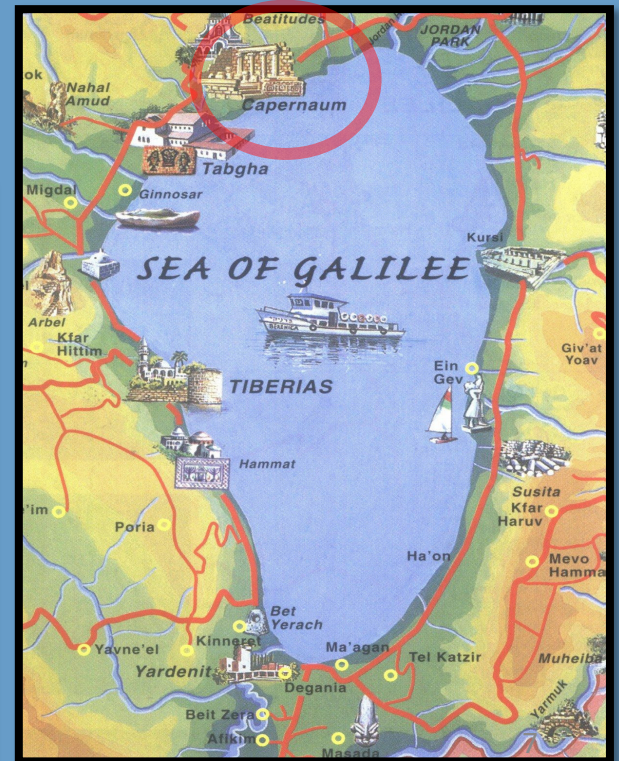 Beatitudes
Jordan
JORDAN
PARK
ok
Nahal
Amud
Capernaum
Tabgha
Migdal
Ginnosar
Kursi
SEA OF GALILEE
Arbel
Kfar
Hittim
Giv'at
Yoav
Ein
Gev
TIBERIAS
Hammat
Susita
Kfar
Haruv
'im
Poria
Ha'on
Mevo
Hamma
Bet
Yerach
Kinneret
Yavne'el
Ma'agan
Tel Katzir
Muheiba
Yardenit
Degania
Beit Zera
Yarmuk
Afikim
Masada